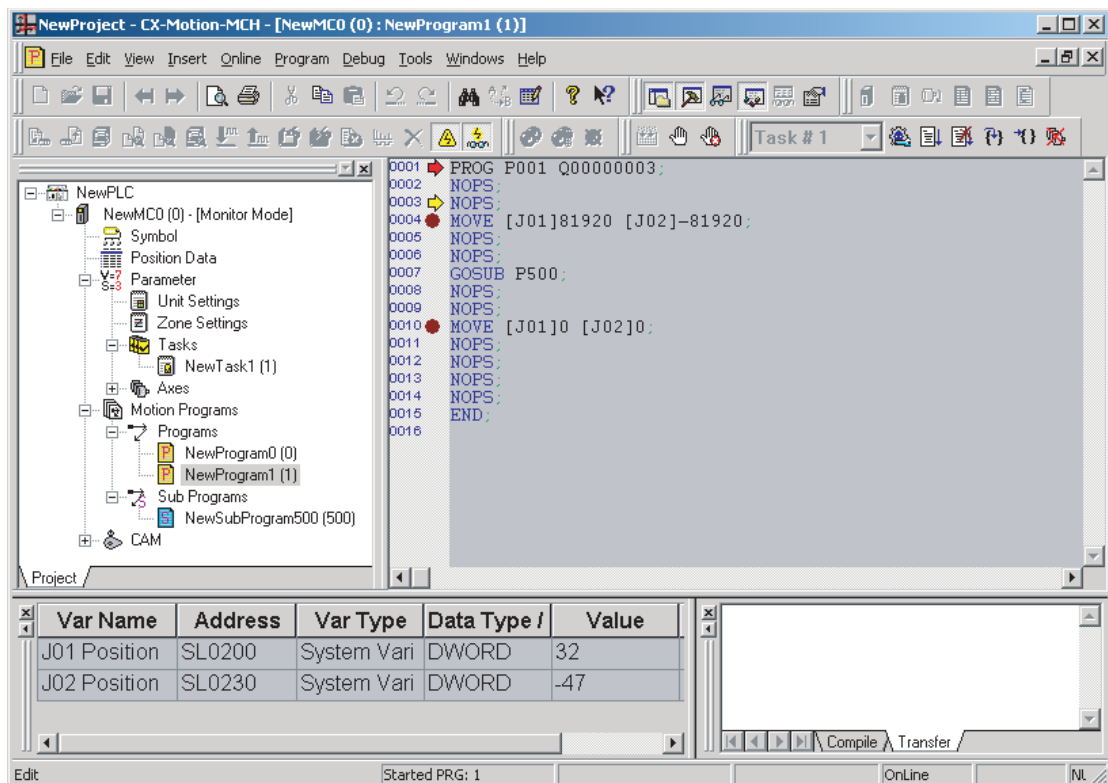 NewProject - CX-Motion-MCH - [NewMC0 (0) : NewProgram1 (1)]
File Edit View Insert Online Program Debug Tools Windows Help
Task # 1
NewPLC
NewMC0 (0) - [Monitor Mode]
Symbol
Position Data
Parameter
Unit Settings
Zone Settings
Tasks
NewTask1 (1)
Axes
Motion Programs
Programs
NewProgram0 (0)
NewProgram1 (1)
Sub Programs
NewSubProgram500 (500)
CAM
Project
0001 PROG P001 Q00000003;
0002 NOPS;
0003 NOPS;
0004 MOVE [J01]81920 [J02]-81920;
0005 NOPS;
0006 NOPS;
0007 GOSUB P500;
0008 NOPS;
0009 NOPS;
0010 MOVE [J01]0 [J02]0;
0011 NOPS;
0012 NOPS;
0013 NOPS;
0014 NOPS;
0015 END;
0016
Var Name Address Var Type Data Type / Value
J01 Position SL0200 System Vari DWORD 32
J02 Position SL0230 System Vari DWORD -47
Compile Transfer
Edit Started PRG: 1 OnLine